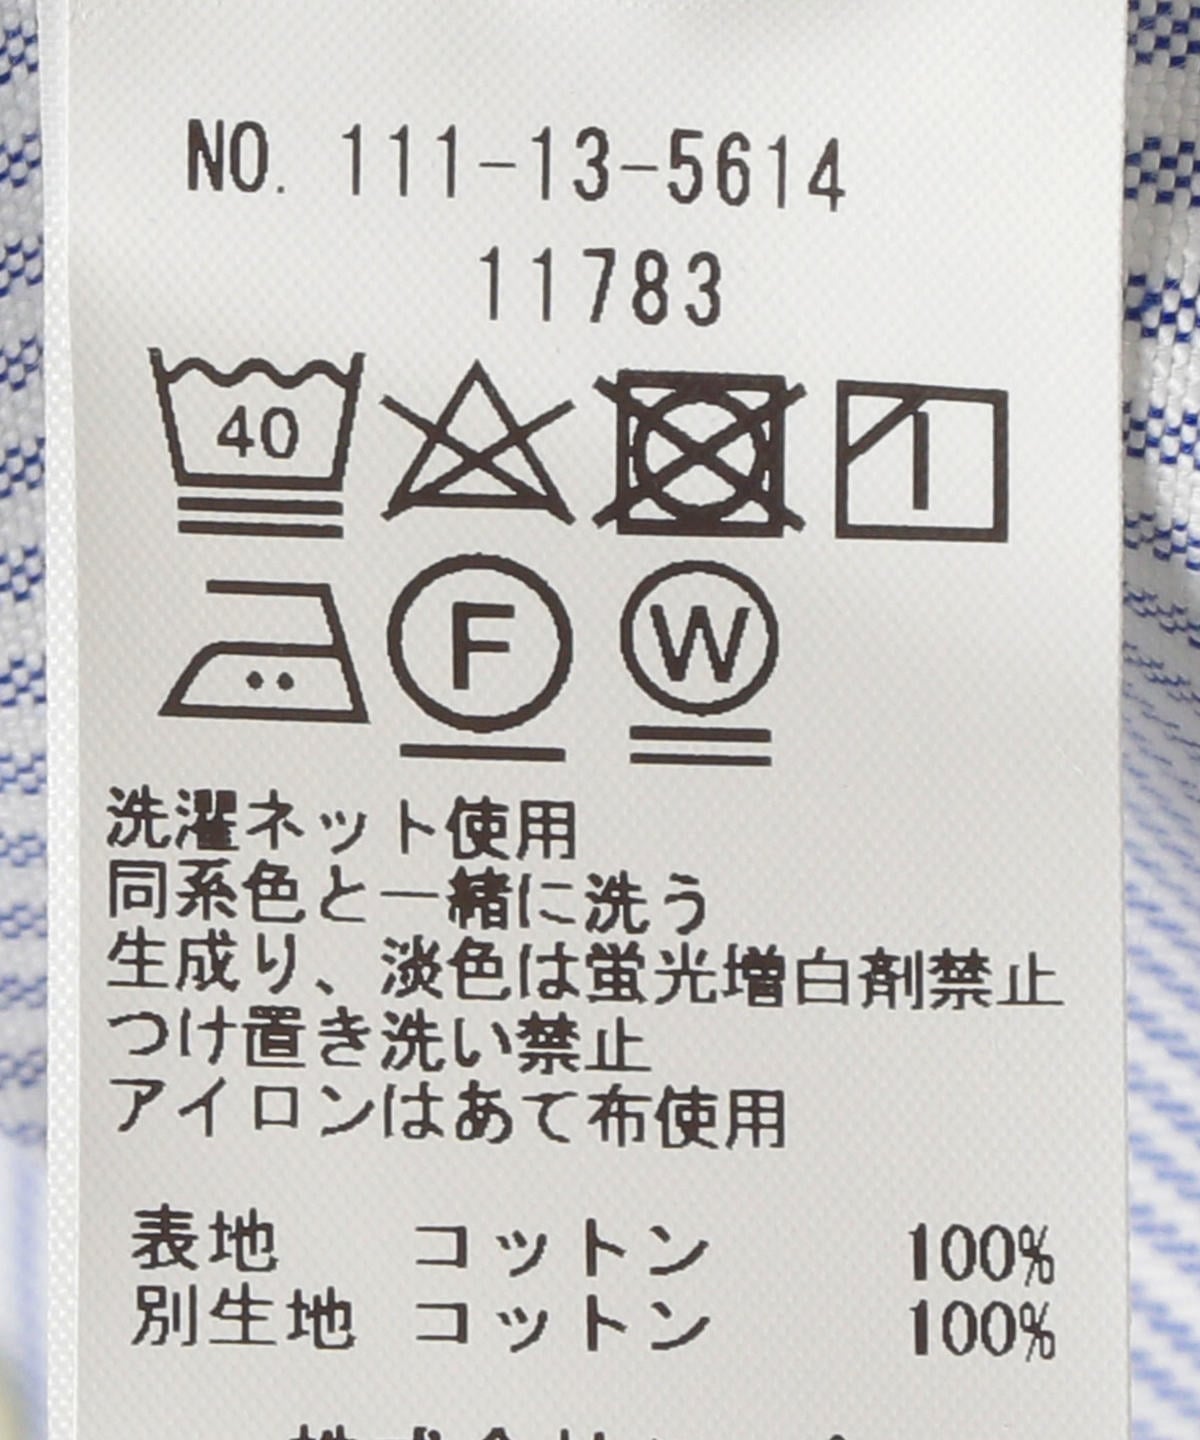 NO. 111-13-5614
11783
40
F W
洗濯ネット使用
同系色と一緒に洗う
生成り、淡色は蛍光増白剤禁止
つけ置き洗い禁止
アイロンはあて布使用
表地 コットン 100%
別生地 コットン 100%